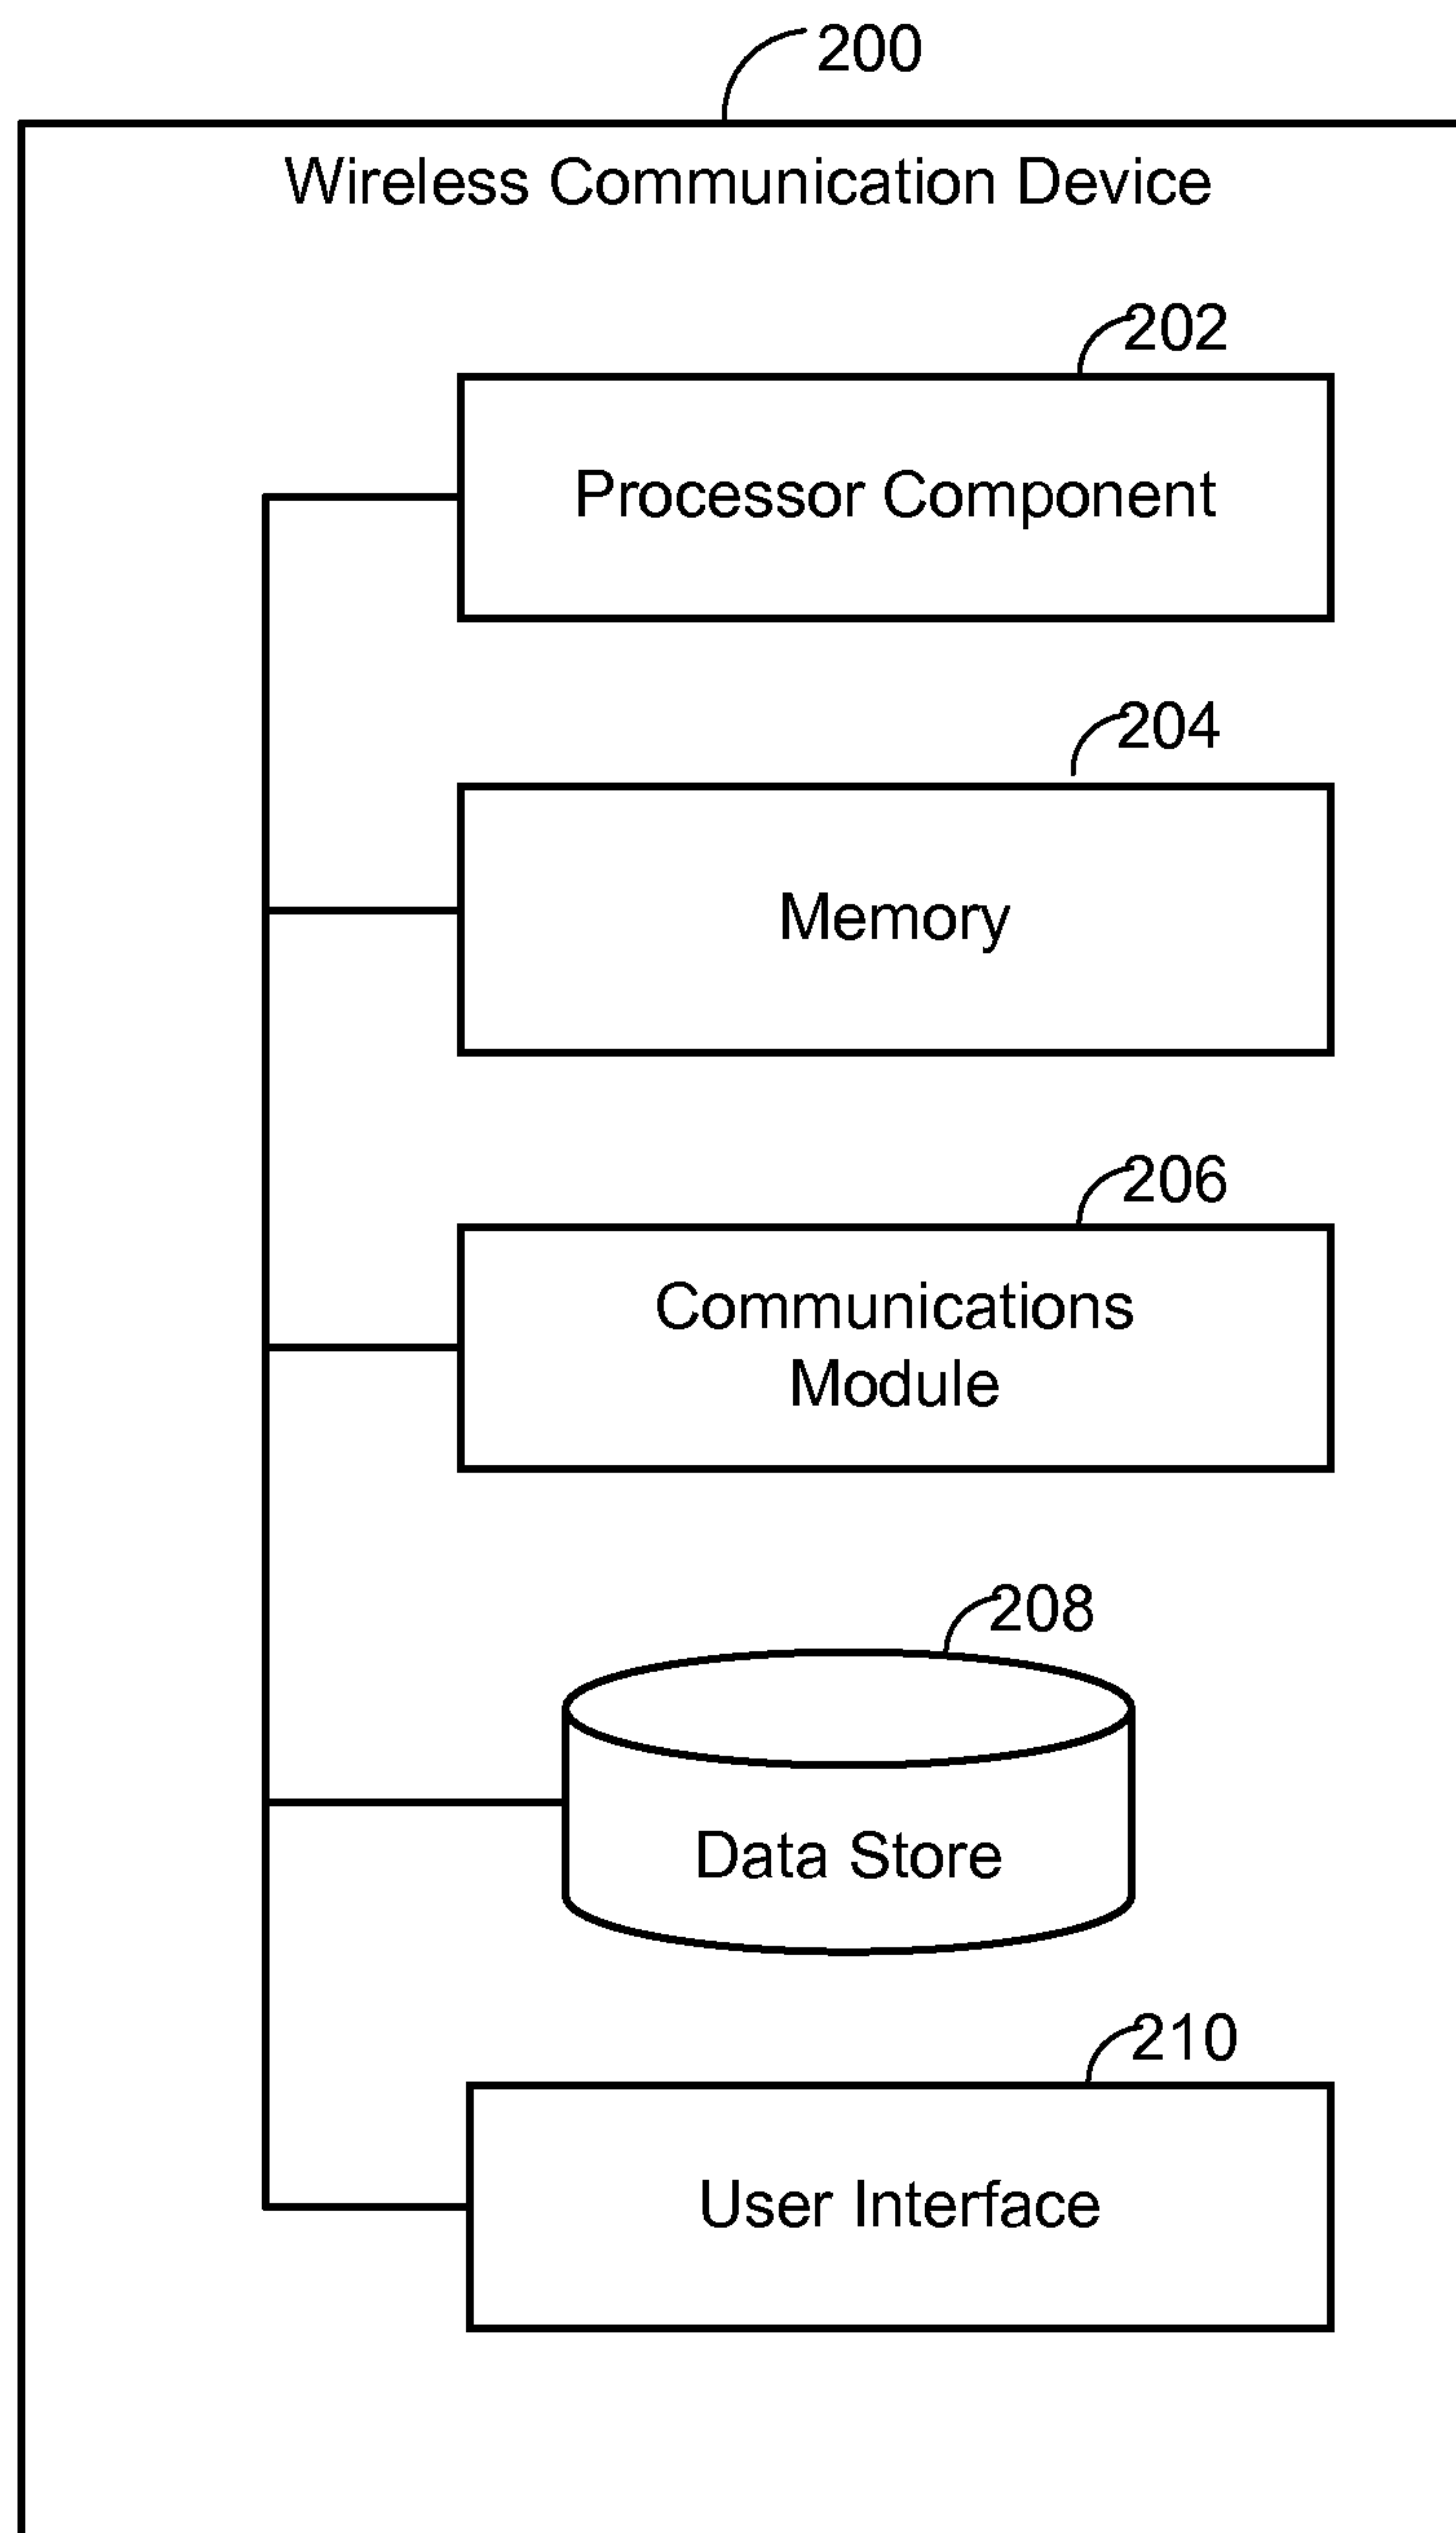 200
Wireless Communication Device
202
Processor Component
204
Memory
206
Communications
Module
208
Data Store
210
User Interface